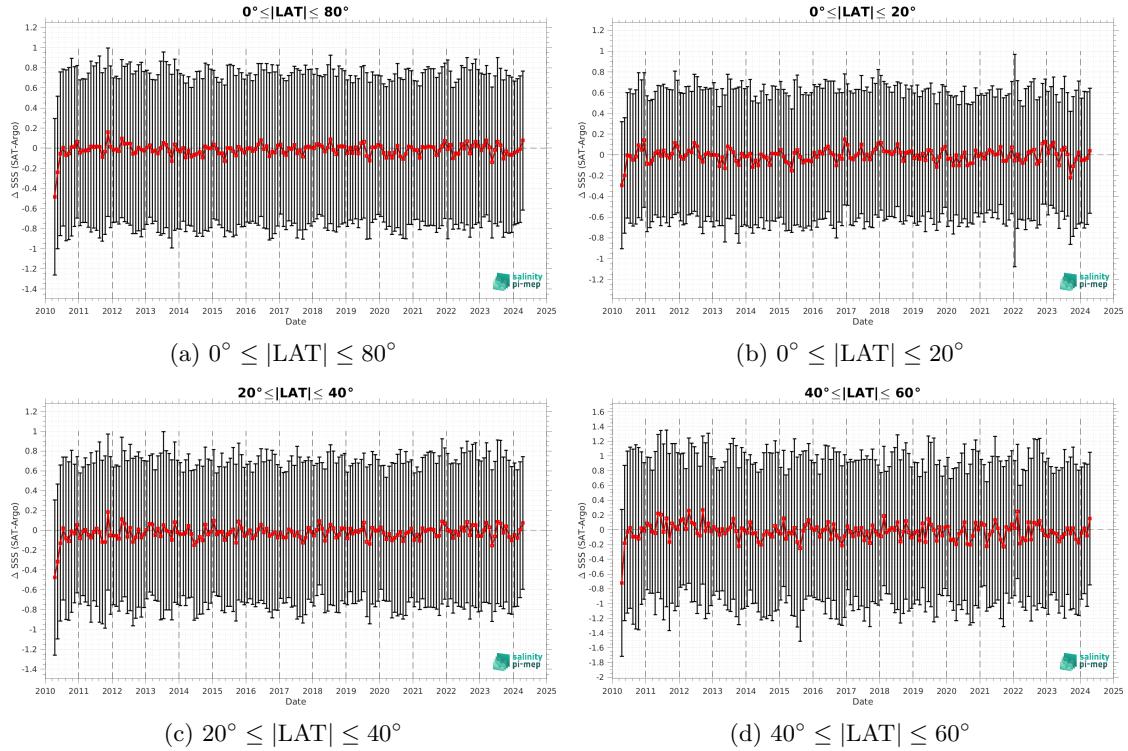 0°≤|LAT|≤ 80°
1.2
1
0.8
0.6
0.4
0.2
0
-0.2
-0.4
-0.6
-0.8
-1
-1.2
-1.4
Δ SSS (SAT-Argo)
2010 2011 2012 2013 2014 2015 2016 2017 2018 2019 2020 2021 2022 2023 2024 2025
Date
salinity
pi-mep
(a) 0° ≤ |LAT| ≤ 80°
0°≤|LAT|≤ 20°
1.2
1
0.8
0.6
0.4
0.2
0
-0.2
-0.4
-0.6
-0.8
-1
-1.2
Δ SSS (SAT-Argo)
2010 2011 2012 2013 2014 2015 2016 2017 2018 2019 2020 2021 2022 2023 2024 2025
Date
salinity
pi-mep
(b) 0° ≤ |LAT| ≤ 20°
20°≤|LAT|≤ 40°
1.2
1
0.8
0.6
0.4
0.2
0
-0.2
-0.4
-0.6
-0.8
-1
-1.2
-1.4
Δ SSS (SAT-Argo)
2010 2011 2012 2013 2014 2015 2016 2017 2018 2019 2020 2021 2022 2023 2024 2025
Date
salinity
pi-mep
(c) 20° ≤ |LAT| ≤ 40°
40°≤|LAT|≤ 60°
1.6
1.4
1.2
1
0.8
0.6
0.4
0.2
0
-0.2
-0.4
-0.6
-0.8
-1
-1.2
-1.4
-1.6
-1.8
-2
Δ SSS (SAT-Argo)
2010 2011 2012 2013 2014 2015 2016 2017 2018 2019 2020 2021 2022 2023 2024 2025
Date
salinity
pi-mep
(d) 40° ≤ |LAT| ≤ 60°